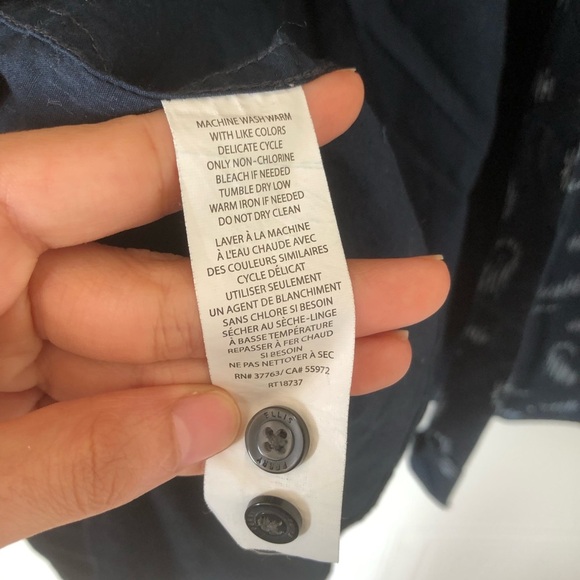 MACHINE WASH WARM
WITH LIKE COLORS
DELICATE CYCLE
ONLY NON-CHLORINE
BLEACH IF NEEDED
TUMBLE DRY LOW
WARM IRON IF NEEDED
DO NOT DRY CLEAN
LAVER À LA MACHINE
À L'EAU CHAUDE AVEC
DES COULEURS SIMILAIRES
CYCLE DÉLICAT
UTILISER SEULEMENT
UN AGENT DE BLANCHIMENT
SANS CHLORE SI BESOIN
SÉCHER AU SÈCHE-LINGE
À BASSE TEMPÉRATURE
REPASSER À FER CHAUD
SI BESOIN
NE PAS NETTOYER À SEC
RN# 37763/ CA# 55972
RT18737
ELLIS
PERRY